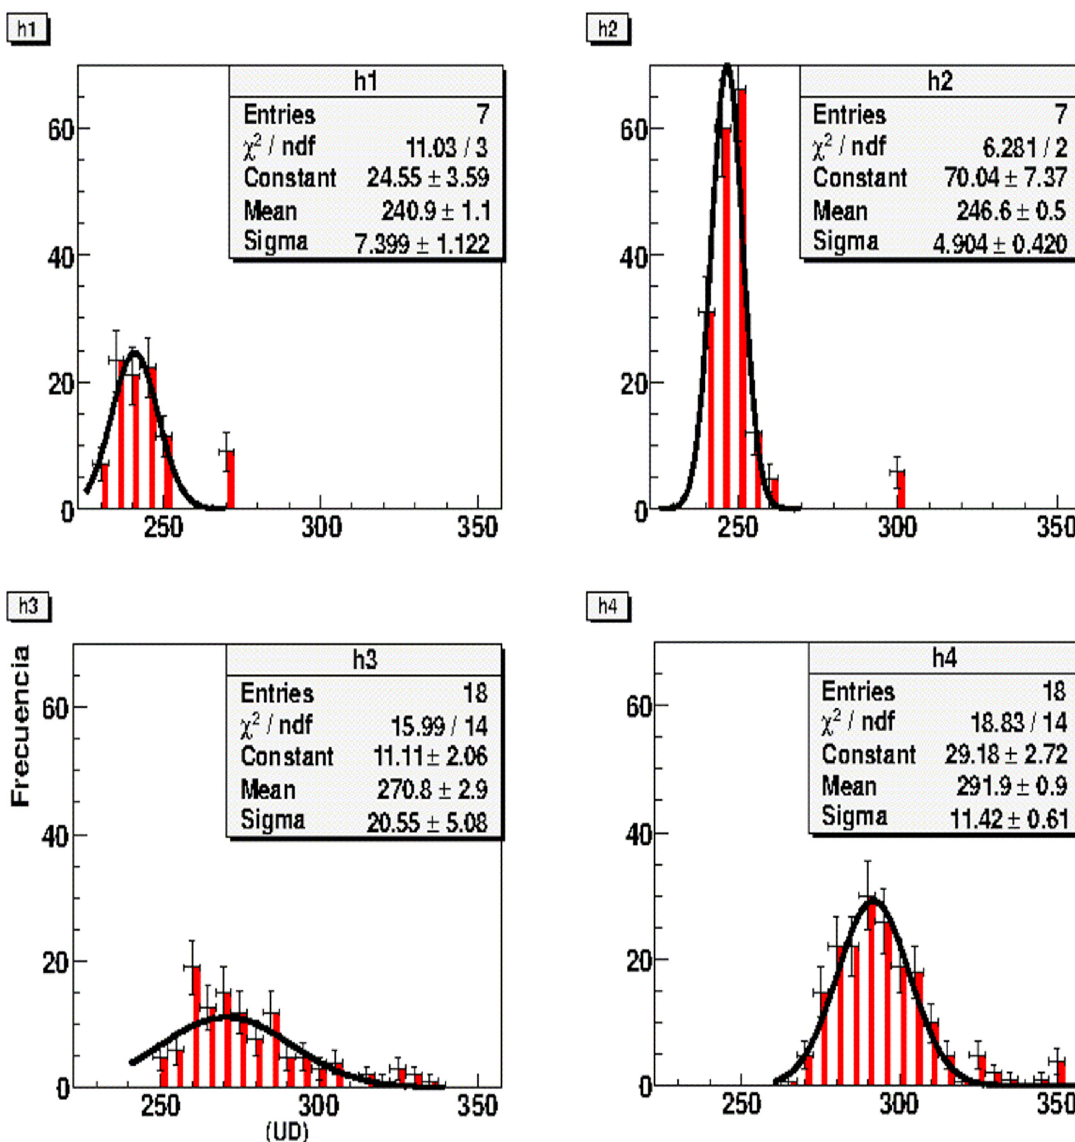 h1
h1
Entries 7
χ² / ndf 11.03 / 3
Constant 24.55 ± 3.59
Mean 240.9 ± 1.1
Sigma 7.399 ± 1.122
60
40
20
0
250 300 350
h2
h2
Entries 7
χ² / ndf 6.281 / 2
Constant 70.04 ± 7.37
Mean 246.6 ± 0.5
Sigma 4.904 ± 0.420
60
40
20
0
250 300 350
h3
h3
Entries 18
χ² / ndf 15.99 / 14
Constant 11.11 ± 2.06
Mean 270.8 ± 2.9
Sigma 20.55 ± 5.08
Frecuencia
60
40
20
0
250 300 350
(UD)
h4
h4
Entries 18
χ² / ndf 18.83 / 14
Constant 29.18 ± 2.72
Mean 291.9 ± 0.9
Sigma 11.42 ± 0.61
60
40
20
0
250 300 350